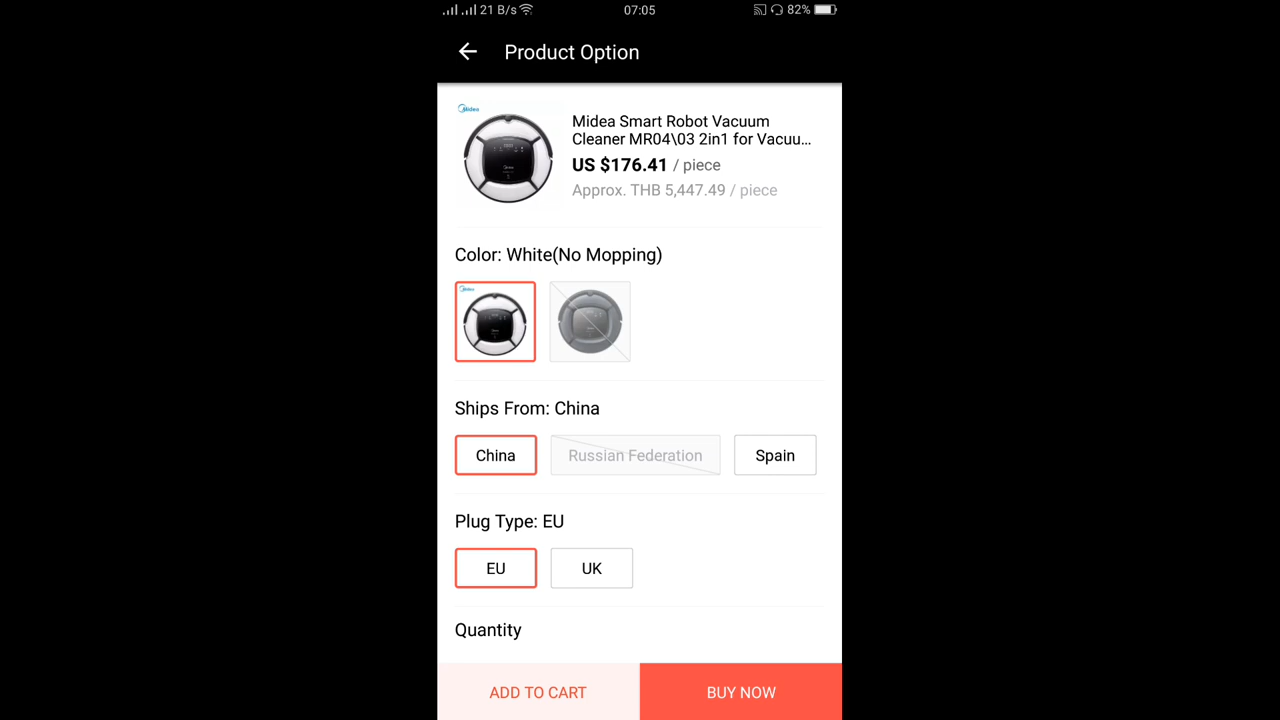 21 B/s 07:05 82%
Product Option
Midea
Midea Smart Robot Vacuum
Cleaner MR04\03 2in1 for Vacuu...
US $176.41 / piece
Approx. THB 5,447.49 / piece
Color: White(No Mopping)
Ships From: China
China Russian Federation Spain
Plug Type: EU
EU UK
Quantity
ADD TO CART BUY NOW